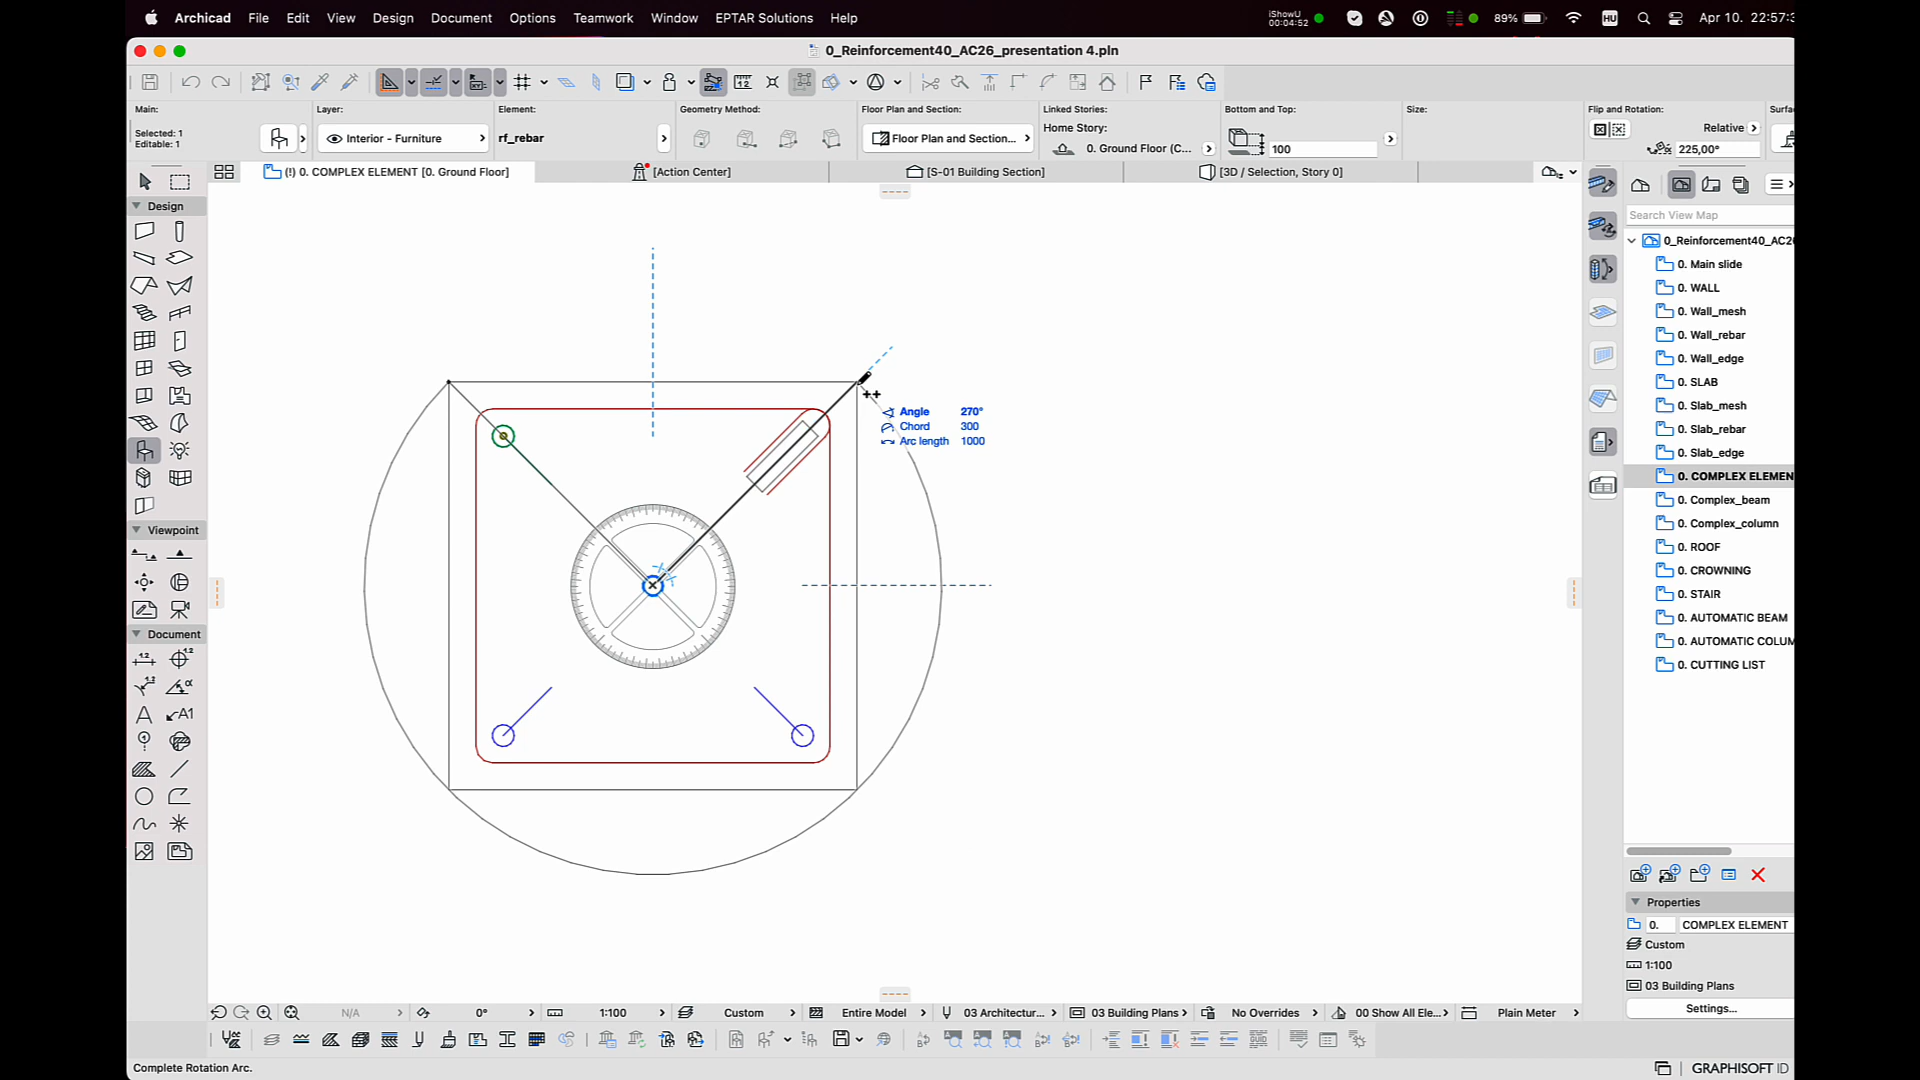 Archicad File Edit View Design Document Options Teamwork Window EPTAR Solutions Help
iShowU 00:04:52 89% HU Apr 10. 22:57:3
0_Reinforcement40_AC26_presentation 4.pln
Main: Layer: Element: Geometry Method: Floor Plan and Section: Linked Stories: Bottom and Top: Size: Flip and Rotation: Surfac
Selected: 1
Editable: 1
Interior - Furniture
rf_rebar
Floor Plan and Section...
Home Story:
0. Ground Floor (C...
100
Relative
225,00°
(!) 0. COMPLEX ELEMENT [0. Ground Floor]
[Action Center]
[S-01 Building Section]
[3D / Selection, Story 0]
Design
Viewpoint
Document
Angle 270°
Chord 300
Arc length 1000
Search View Map
0_Reinforcement40_AC26
0. Main slide
0. WALL
0. Wall_mesh
0. Wall_rebar
0. Wall_edge
0. SLAB
0. Slab_mesh
0. Slab_rebar
0. Slab_edge
0. COMPLEX ELEMEN
0. Complex_beam
0. Complex_column
0. ROOF
0. CROWNING
0. STAIR
0. AUTOMATIC BEAM
0. AUTOMATIC COLUM
0. CUTTING LIST
Properties
0. COMPLEX ELEMENT
Custom
1:100
03 Building Plans
Settings...
N/A 0° 1:100 Custom Entire Model 03 Architectur... 03 Building Plans No Overrides 00 Show All Ele... Plain Meter
Complete Rotation Arc.
GRAPHISOFT ID